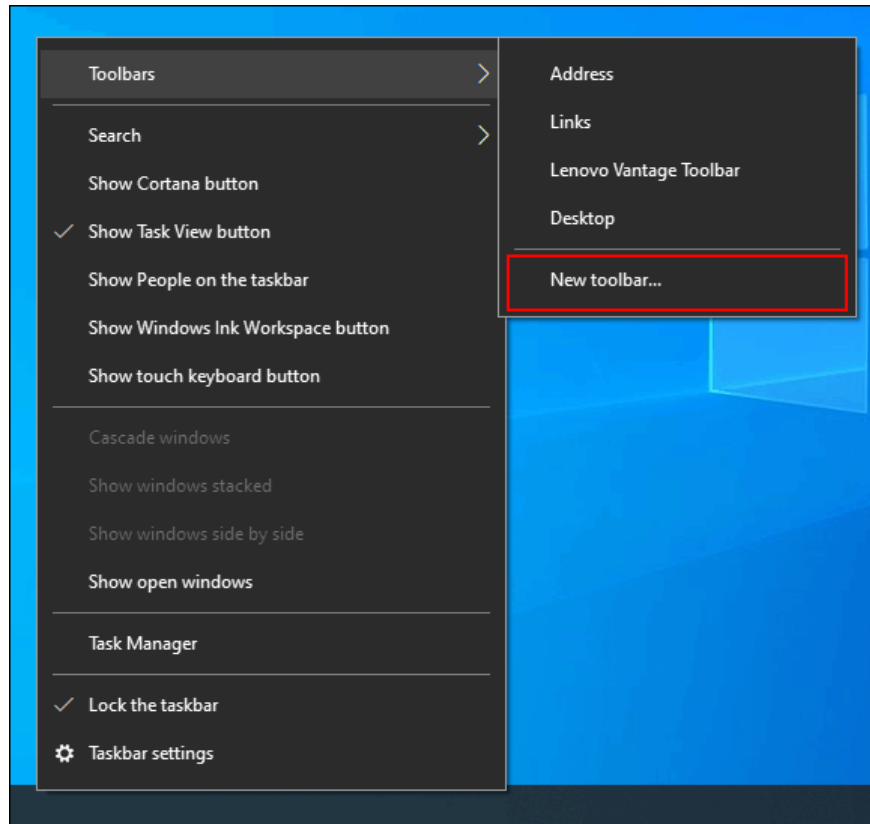 Toolbars
Search
Show Cortana button
Show Task View button
Show People on the taskbar
Show Windows Ink Workspace button
Show touch keyboard button
Cascade windows
Show windows stacked
Show windows side by side
Show open windows
Task Manager
Lock the taskbar
Taskbar settings
Address
Links
Lenovo Vantage Toolbar
Desktop
New toolbar...